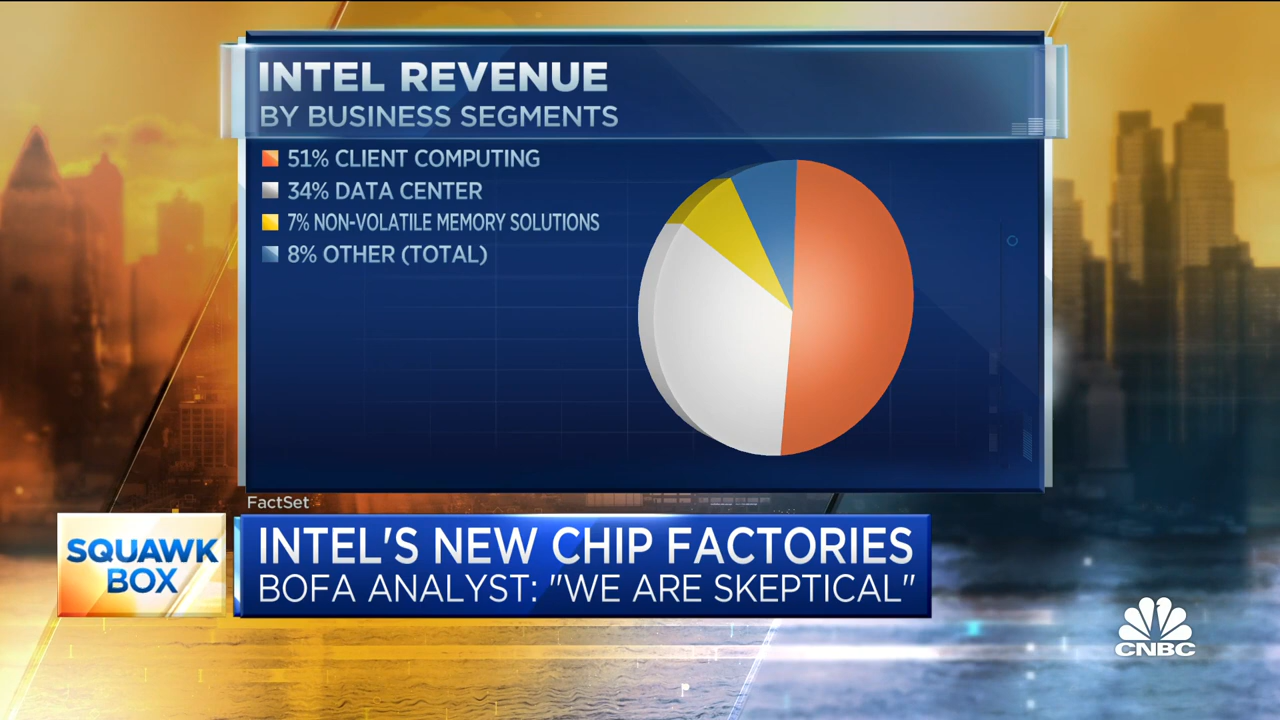 INTEL REVENUE
BY BUSINESS SEGMENTS
51% CLIENT COMPUTING
34% DATA CENTER
7% NON-VOLATILE MEMORY SOLUTIONS
8% OTHER (TOTAL)
FactSet
SQUAWK
BOX
INTEL'S NEW CHIP FACTORIES
BOFA ANALYST: "WE ARE SKEPTICAL"
CNBC